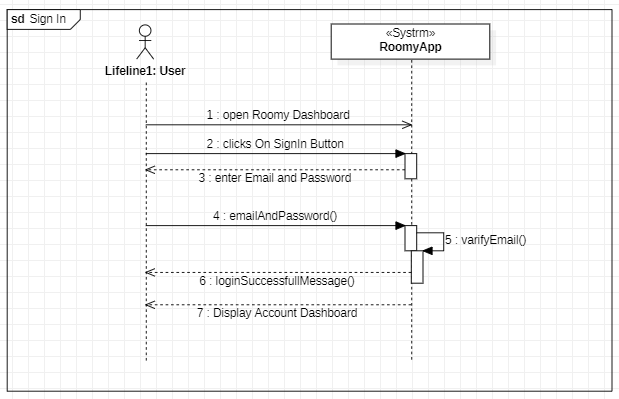 sd Sign In
«Systrm»
RoomyApp
Lifeline1: User
1 : open Roomy Dashboard
2 : clicks On SignIn Button
3 : enter Email and Password
4 : emailAndPassword()
5 : varifyEmail()
6 : loginSuccessfullMessage()
7 : Display Account Dashboard